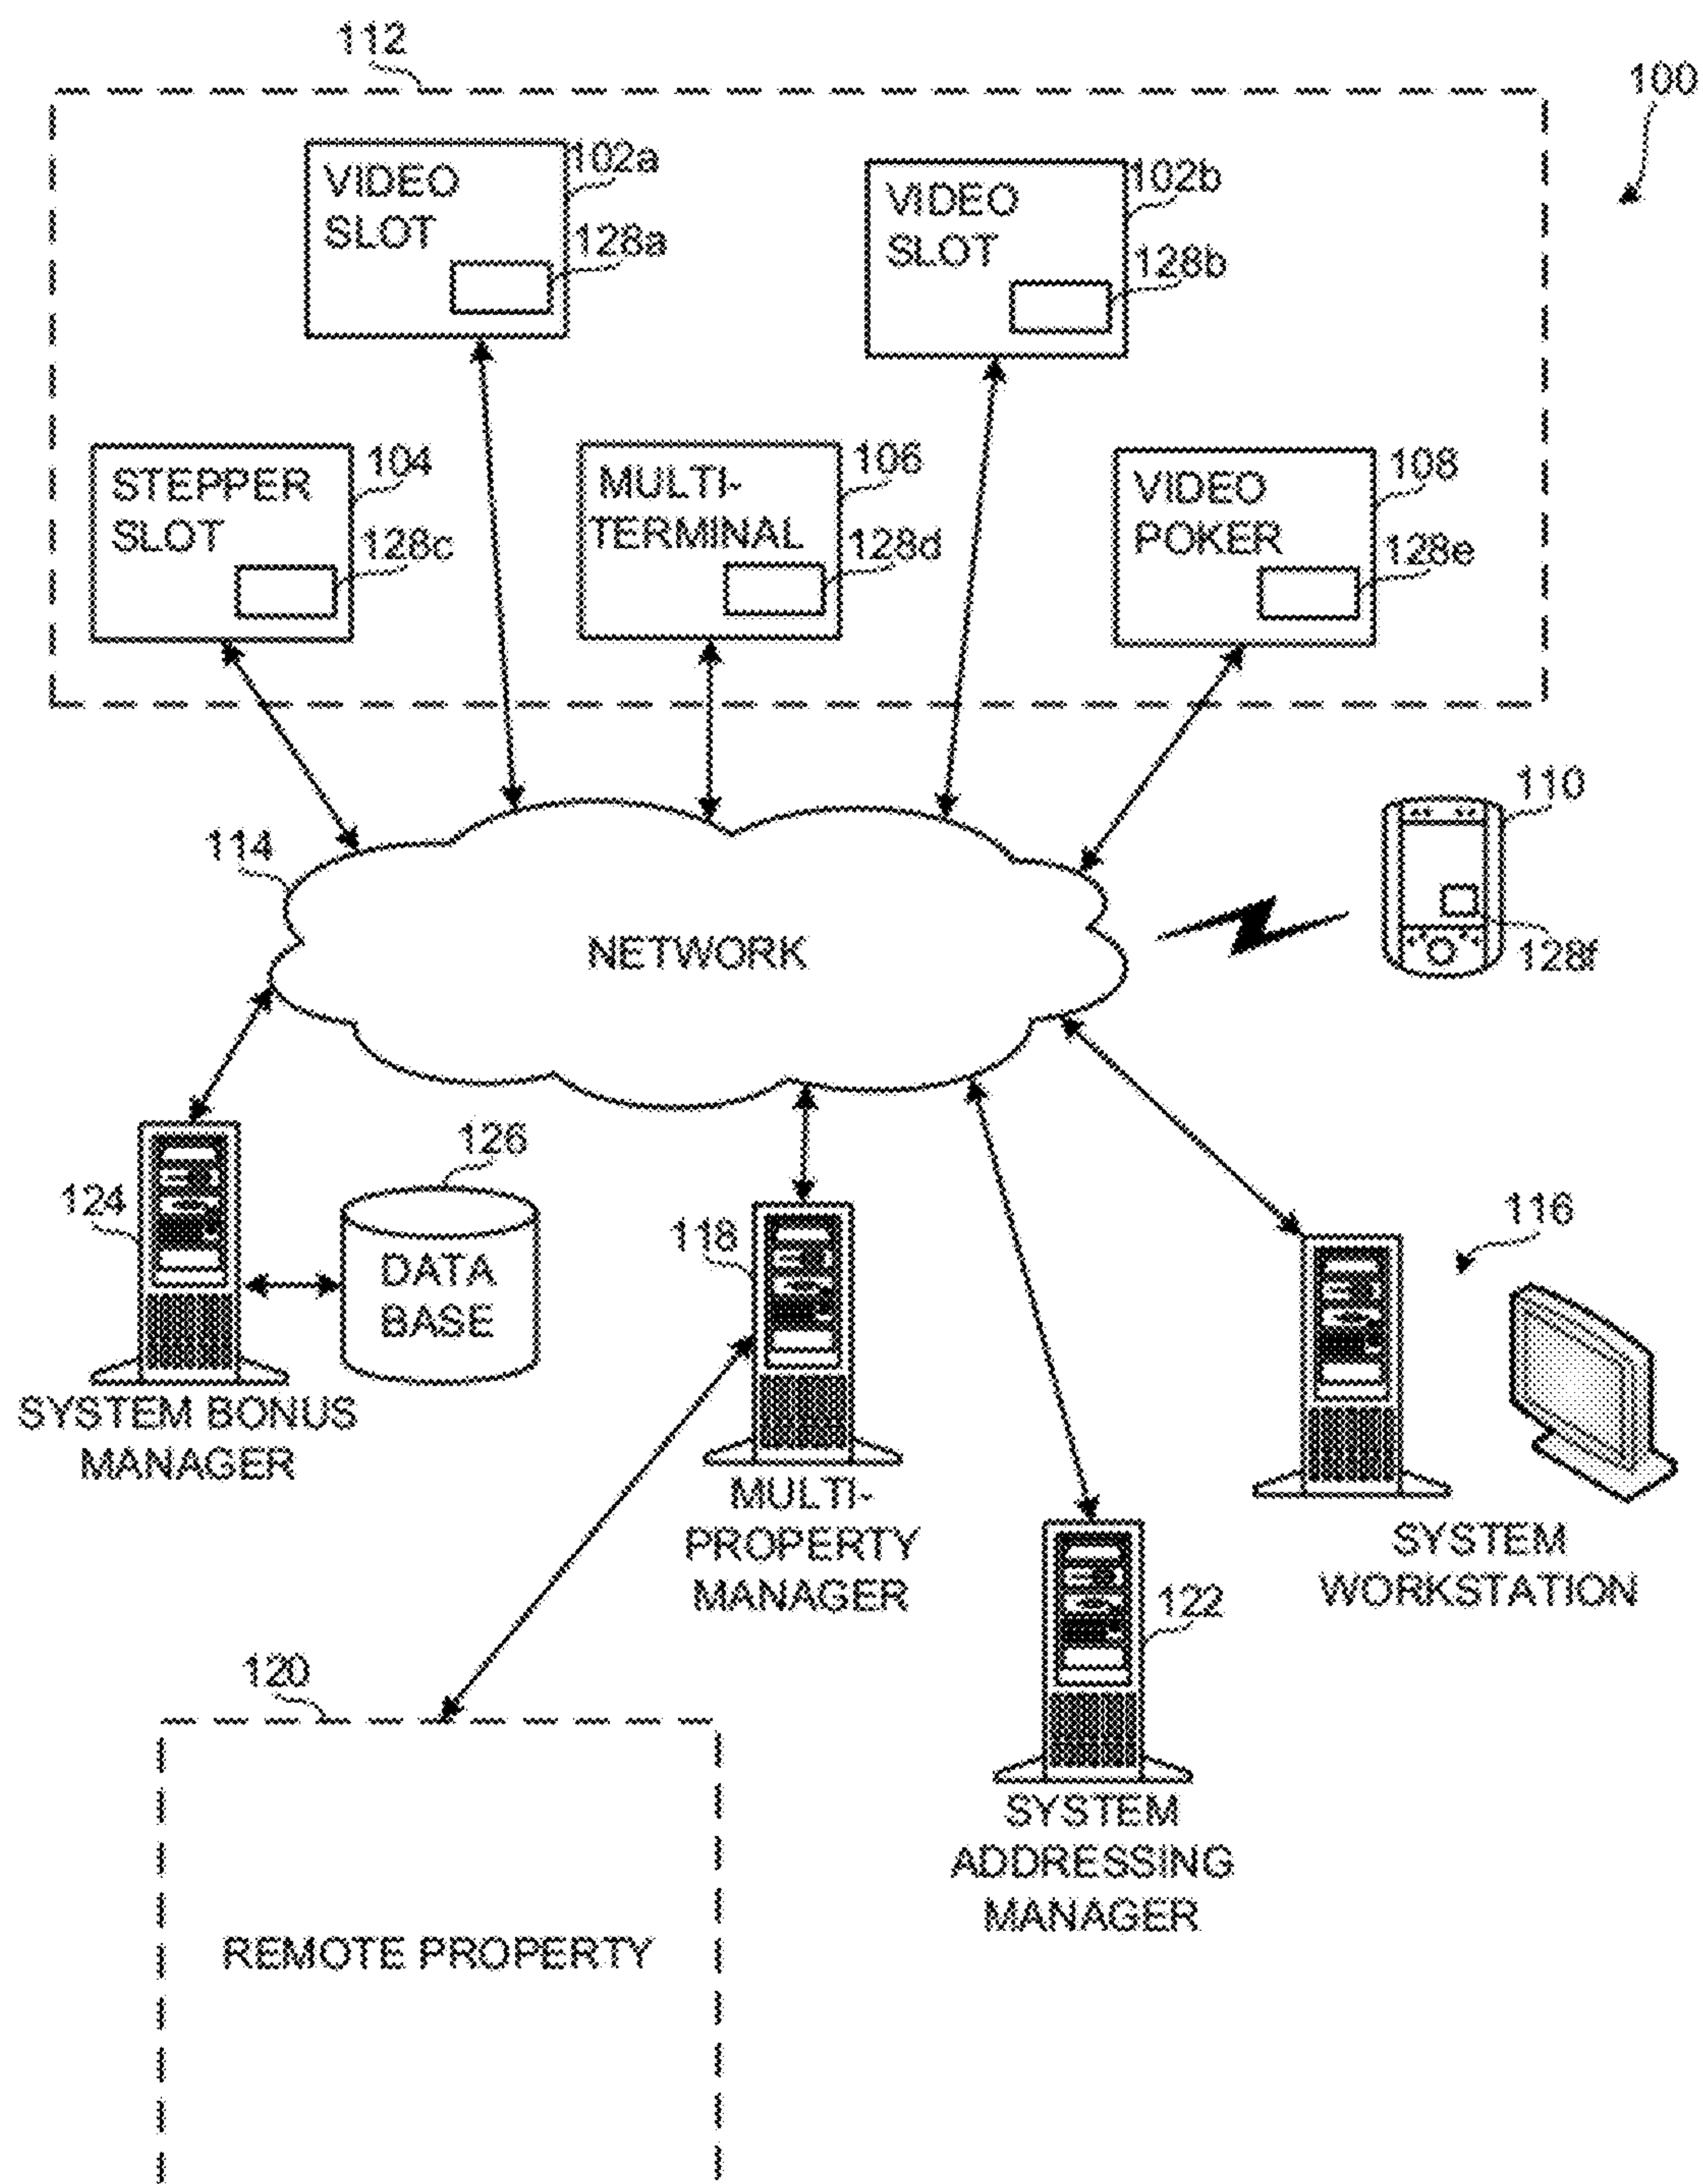 112
100
VIDEO
SLOT
102a
128a
VIDEO
SLOT
102b
128b
STEPPER
SLOT
104
128c
MULTI-
TERMINAL
106
128d
VIDEO
POKER
108
128e
110
128f
114
NETWORK
124
126
DATA
BASE
SYSTEM BONUS
MANAGER
118
MULTI-
PROPERTY
MANAGER
116
SYSTEM
WORKSTATION
122
SYSTEM
ADDRESSING
MANAGER
120
REMOTE PROPERTY